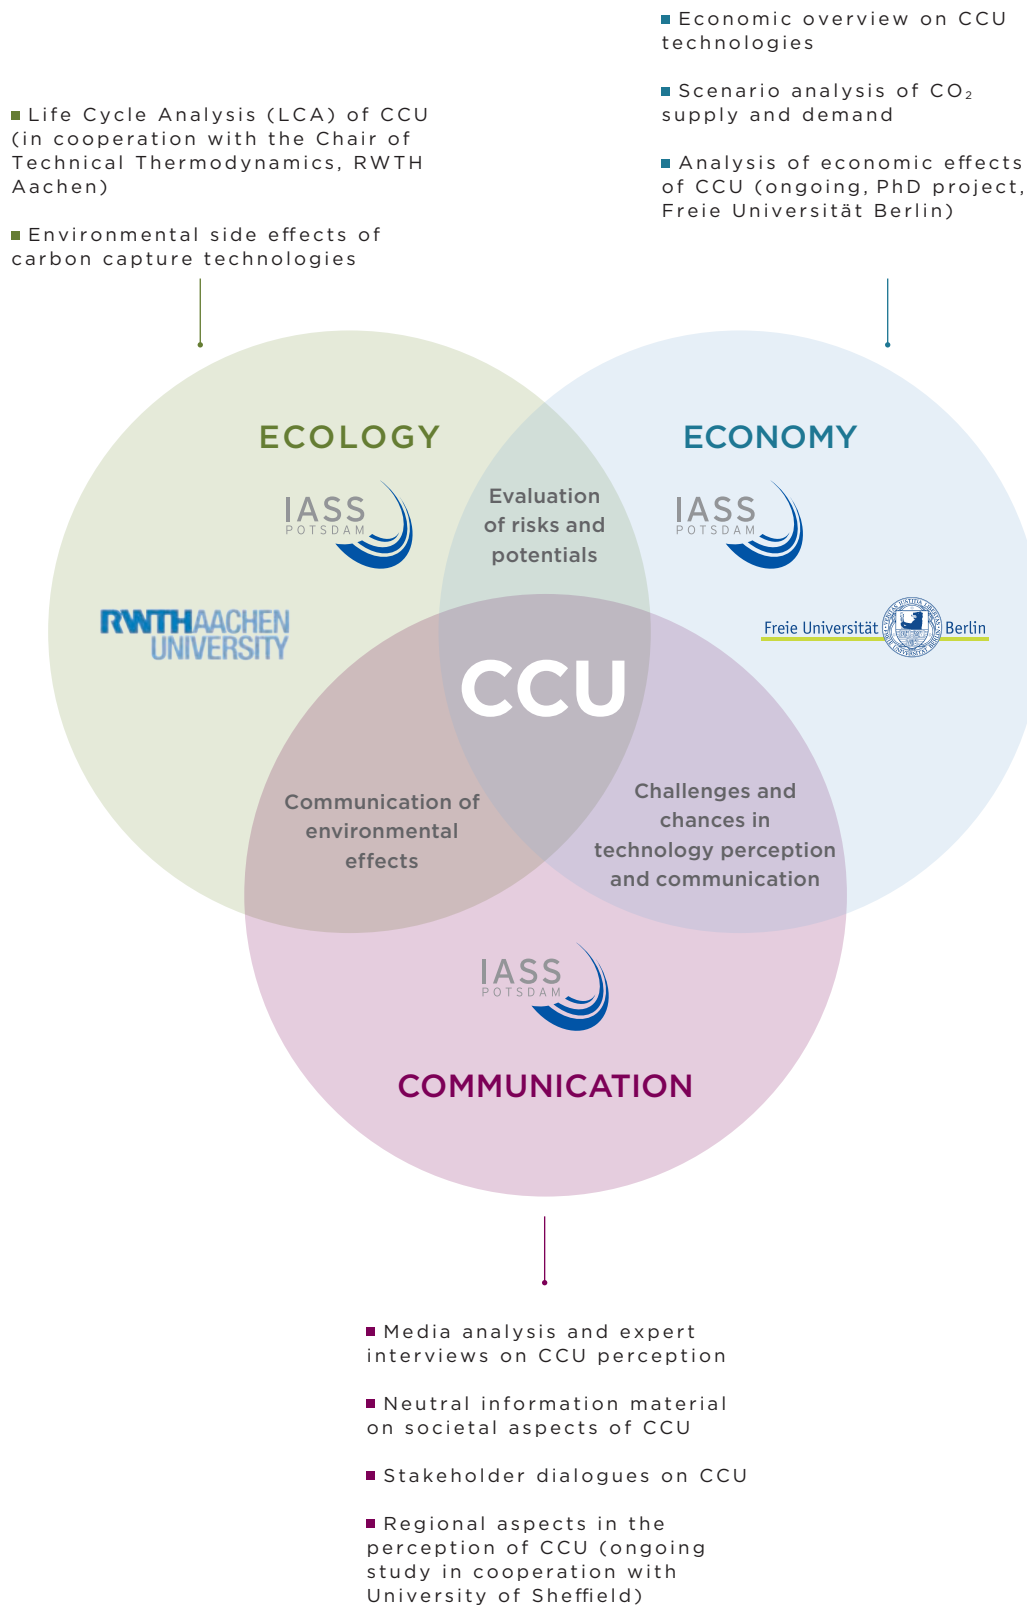 ■ Economic overview on CCU
technologies
■ Scenario analysis of CO₂
supply and demand
■ Analysis of economic effects
of CCU (ongoing, PhD project,
Freie Universität Berlin)
■ Life Cycle Analysis (LCA) of CCU
(in cooperation with the Chair of
Technical Thermodynamics, RWTH
Aachen)
■ Environmental side effects of
carbon capture technologies
ECOLOGY
IASS
POTSDAM
RWTHAACHEN
UNIVERSITY
Evaluation
of risks and
potentials
ECONOMY
IASS
POTSDAM
Freie Universität Berlin
CCU
Communication of
environmental
effects
Challenges and
chances in
technology perception
and communication
IASS
POTSDAM
COMMUNICATION
■ Media analysis and expert
interviews on CCU perception
■ Neutral information material
on societal aspects of CCU
■ Stakeholder dialogues on CCU
■ Regional aspects in the
perception of CCU (ongoing
study in cooperation with
University of Sheffield)